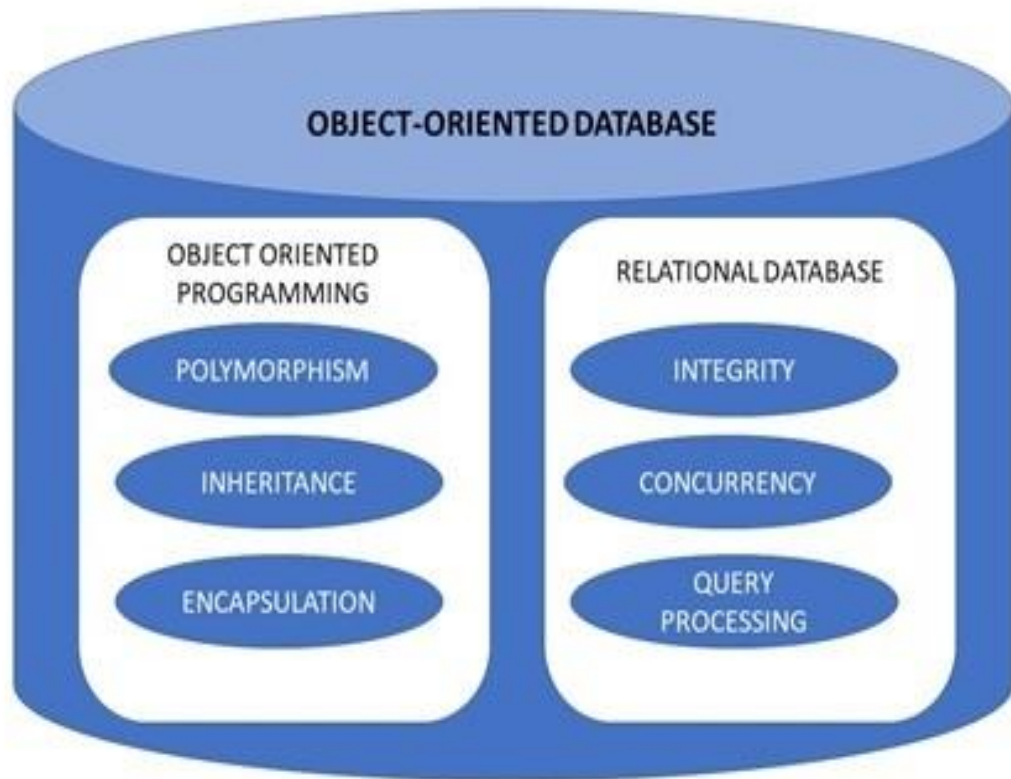 OBJECT-ORIENTED DATABASE
OBJECT ORIENTED
PROGRAMMING
POLYMORPHISM
INHERITANCE
ENCAPSULATION
RELATIONAL DATABASE
INTEGRITY
CONCURRENCY
QUERY
PROCESSING